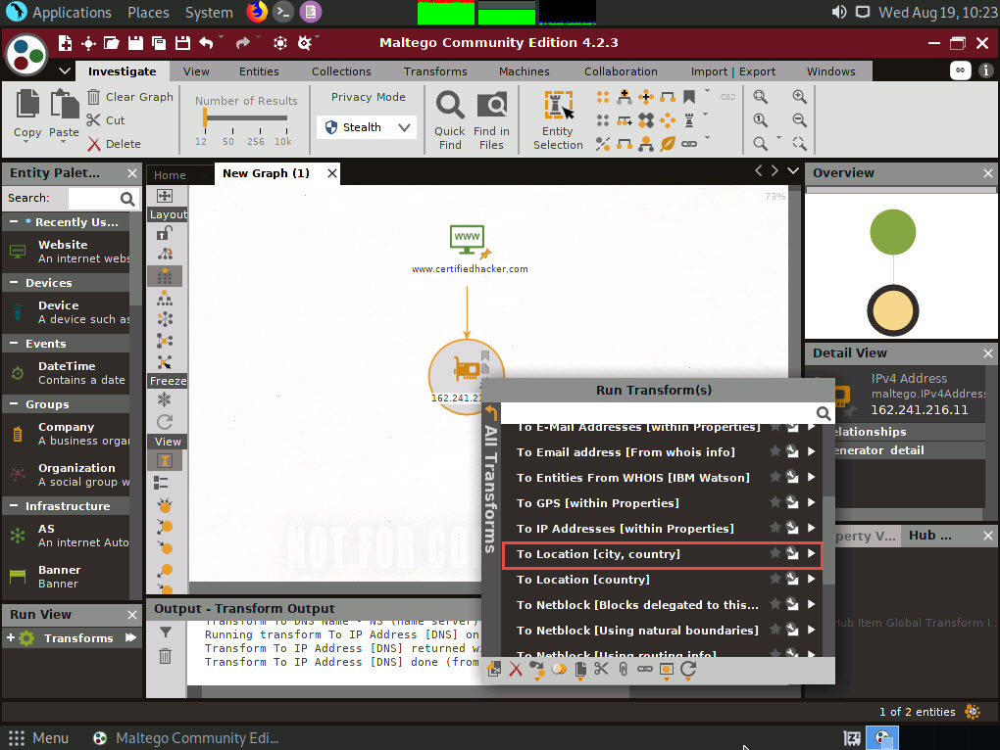 Applications Places System Wed Aug 19, 10:23
Maltego Community Edition 4.2.3
Investigate View Entities Collections Transforms Machines Collaboration Import | Export Windows
Copy Paste Clear Graph
Cut
Delete
Number of Results
12 50 256 10k
Privacy Mode
Stealth
Quick Find
Find in Files
Entity Selection
Entity Palet...
Search:
* Recently Us...
Website
An internet webs
Devices
Device
A device such as
Events
DateTime
Contains a date
Groups
Company
A business organ
Organization
A social group w
Infrastructure
AS
An internet Auto
Banner
Banner
Run View
Transforms
Home New Graph (1)
Layout
Freeze
View
73%
www
www.certifiedhacker.com
162.241.21
NOT FOR CO
Run Transform(s)
All Transforms
To E-Mail Addresses [within Properties]
To Email address [From whois info]
To Entities From WHOIS [IBM Watson]
To GPS [within Properties]
To IP Addresses [within Properties]
To Location [city, country]
To Location [country]
To Netblock [Blocks delegated to this...
To Netblock [Using natural boundaries]
To Netblock [Using routing info]
Output - Transform Output
Transform To DNS Name - NS (name server)
Running transform To IP Address [DNS] on
Transform To IP Address [DNS] returned wi
Transform To IP Address [DNS] done (from
Overview
Detail View
IPv4 Address
maltego.IPv4Address
162.241.216.11
elationships
enerator detail
perty V... Hub ...
Hub Item Global Transform I...
1 of 2 entities
Menu Maltego Community Edi...